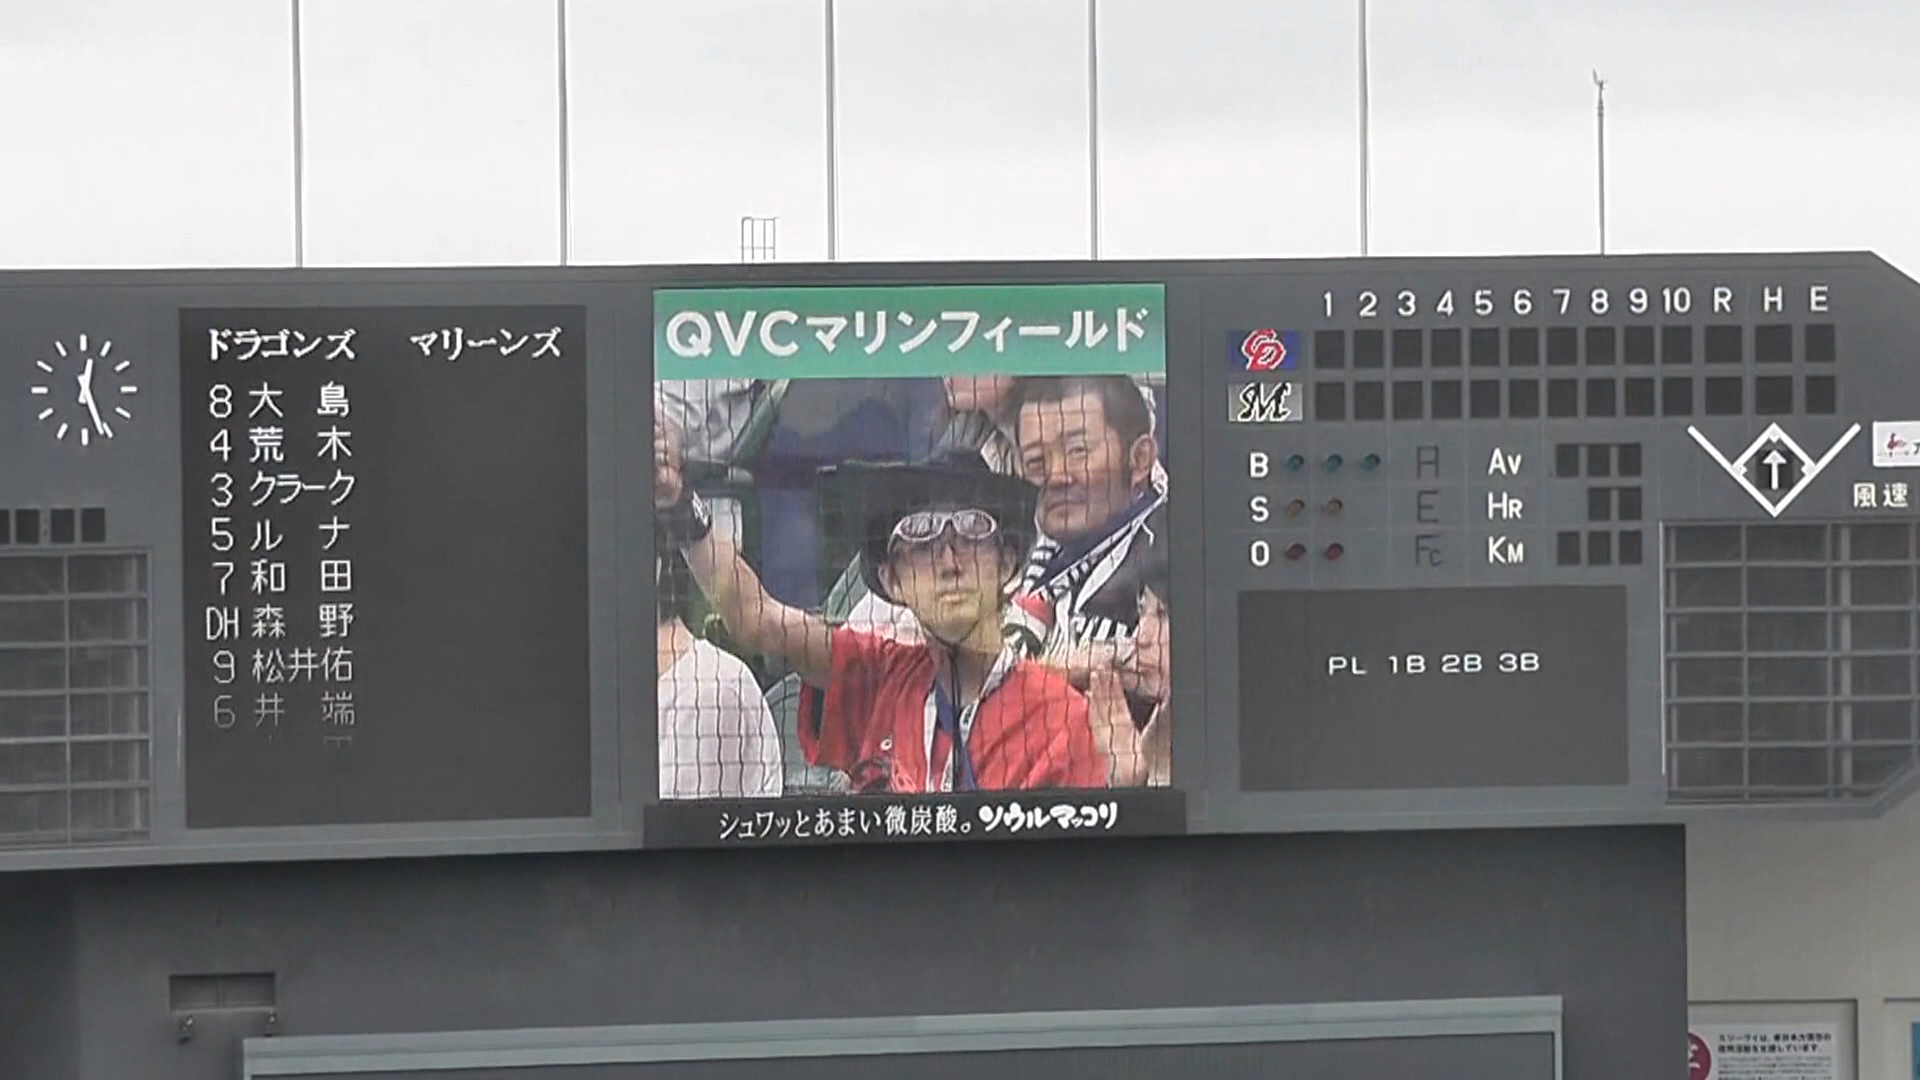 ドラゴンズ マリーンズ
8 大島
4 荒木
3 クラーク
5 ルナ
7 和田
DH 森野
9 松井佑
6 井端
QVCマリンフィールド
シュワッとあまい微炭酸。ソウルマッコリ
1 2 3 4 5 6 7 8 9 10 R H E
CD
M
B H AV
S E HR
O Fc KM
風速
PL 1B 2B 3B